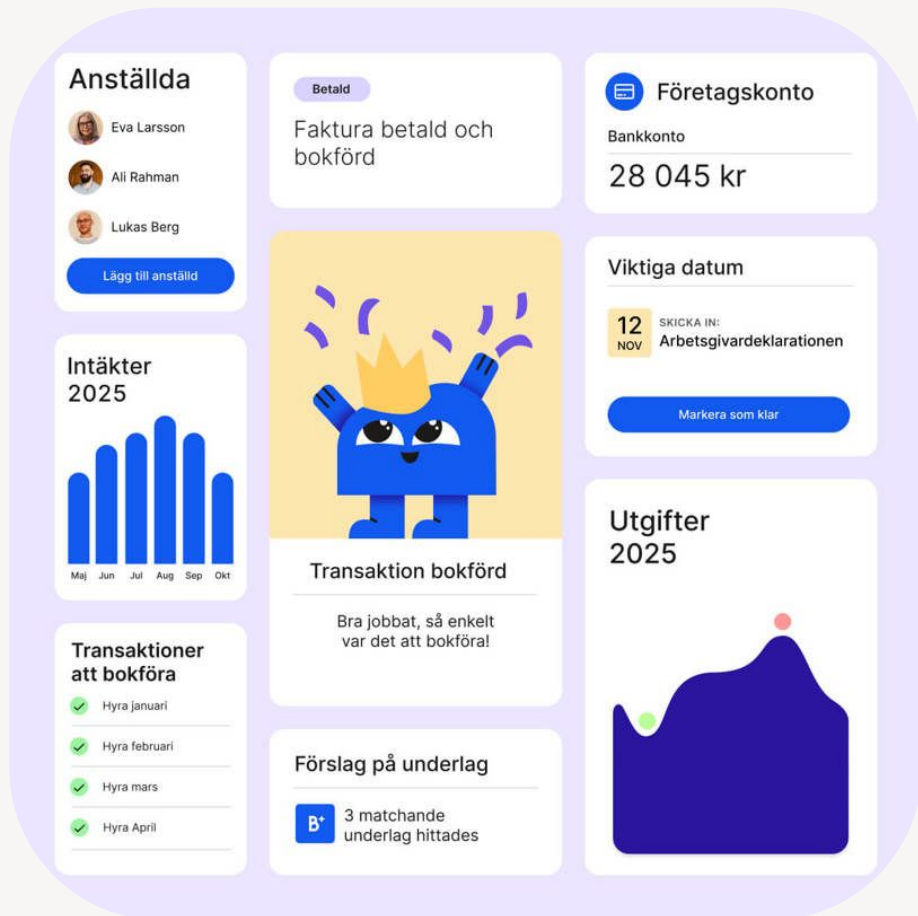 Anställda
Eva Larsson
Ali Rahman
Lukas Berg
Lägg till anställd
Intäkter
2025
Maj Jun Jul Aug Sep Okt
Transaktioner
att bokföra
Hyra januari
Hyra februari
Hyra mars
Hyra April
Betald
Faktura betald och
bokförd
Transaktion bokförd
Bra jobbat, så enkelt
var det att bokföra!
Förslag på underlag
B+
3 matchande
underlag hittades
Företagskonto
Bankkonto
28 045 kr
Viktiga datum
12
NOV
SKICKA IN:
Arbetsgivardeklarationen
Markera som klar
Utgifter
2025